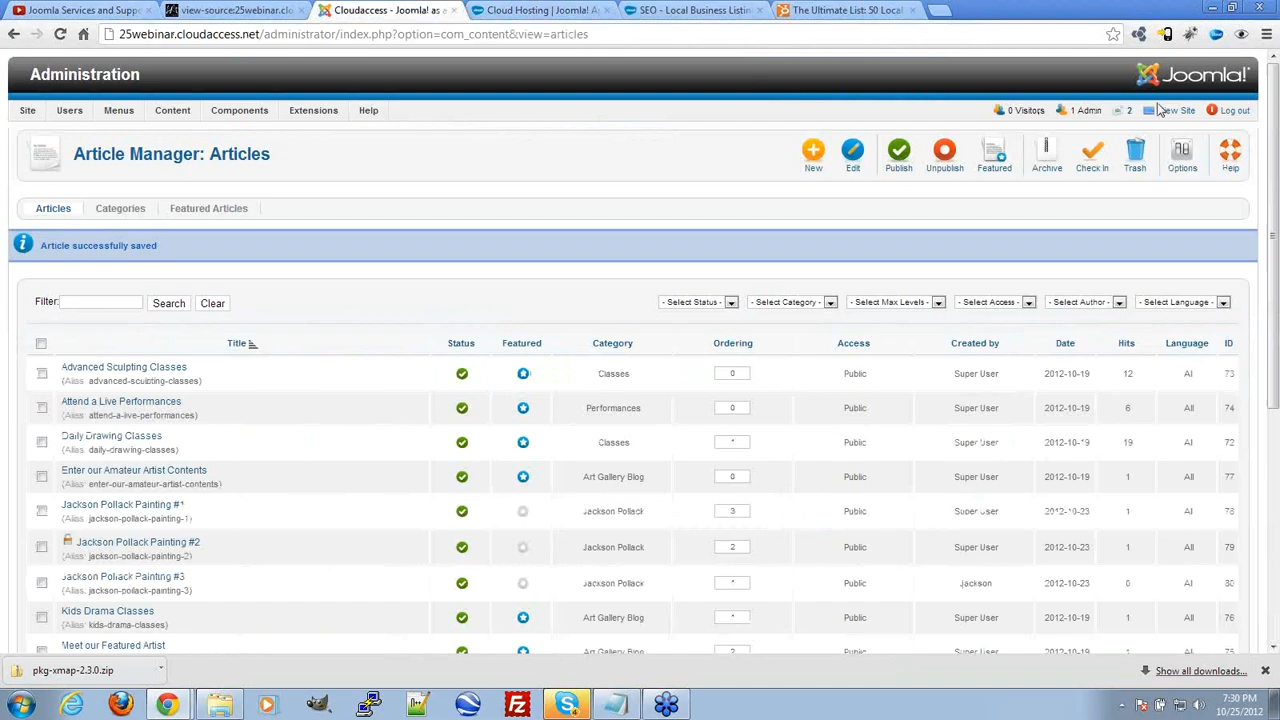 Joomla Services and Suppo
view-source:25webinar.clo
Cloudaccess - Joomla! as a
Cloud Hosting | Joomla! Ap
SEO - Local Business Listin
The Ultimate List: 50 Local
25webinar.cloudaccess.net/administrator/index.php?option=com_content&view=articles
Administration
Joomla!
Site Users Menus Content Components Extensions Help
0 Visitors 1 Admin 2 View Site Log out
Article Manager: Articles
New Edit Publish Unpublish Featured Archive Check In Trash Options Help
Articles Categories Featured Articles
Article successfully saved
Filter: Search Clear
- Select Status - - Select Category - - Select Max Levels - - Select Access - - Select Author - - Select Language -
Title Status Featured Category Ordering Access Created by Date Hits Language ID
Advanced Sculpting Classes
(Alias: advanced-sculpting-classes)
Classes 0 Public Super User 2012-10-19 12 All 73
Attend a Live Performances
(Alias: attend-a-live-performances)
Performances 0 Public Super User 2012-10-19 6 All 74
Daily Drawing Classes
(Alias: daily-drawing-classes)
Classes Public Super User 2012-10-19 19 All 72
Enter our Amateur Artist Contents
(Alias: enter-our-amateur-artist-contents)
Art Gallery Blog 0 Public Super User 2012-10-19 1 All 77
Jackson Pollack Painting #1
(Alias: jackson-pollack-painting-1)
Jackson Pollack 3 Public Super User 2012-10-23 1 All 78
Jackson Pollack Painting #2
(Alias: jackson-pollack-painting-2)
Jackson Pollack 2 Public Super User 2012-10-23 1 All 79
Jackson Pollack Painting #3
(Alias: jackson-pollack-painting-3)
Jackson Pollack Public Jackson 2012-10-23 0 All 80
Kids Drama Classes
(Alias: kids-drama-classes)
Art Gallery Blog Public Super User 2012-10-19 1 All 76
Meet our Featured Artist
Art Gallery Blog 2 Public Super User 2012-10-19 1 All 75
pkg-xmap-2.3.0.zip
Show all downloads...
7:30 PM
10/25/2012